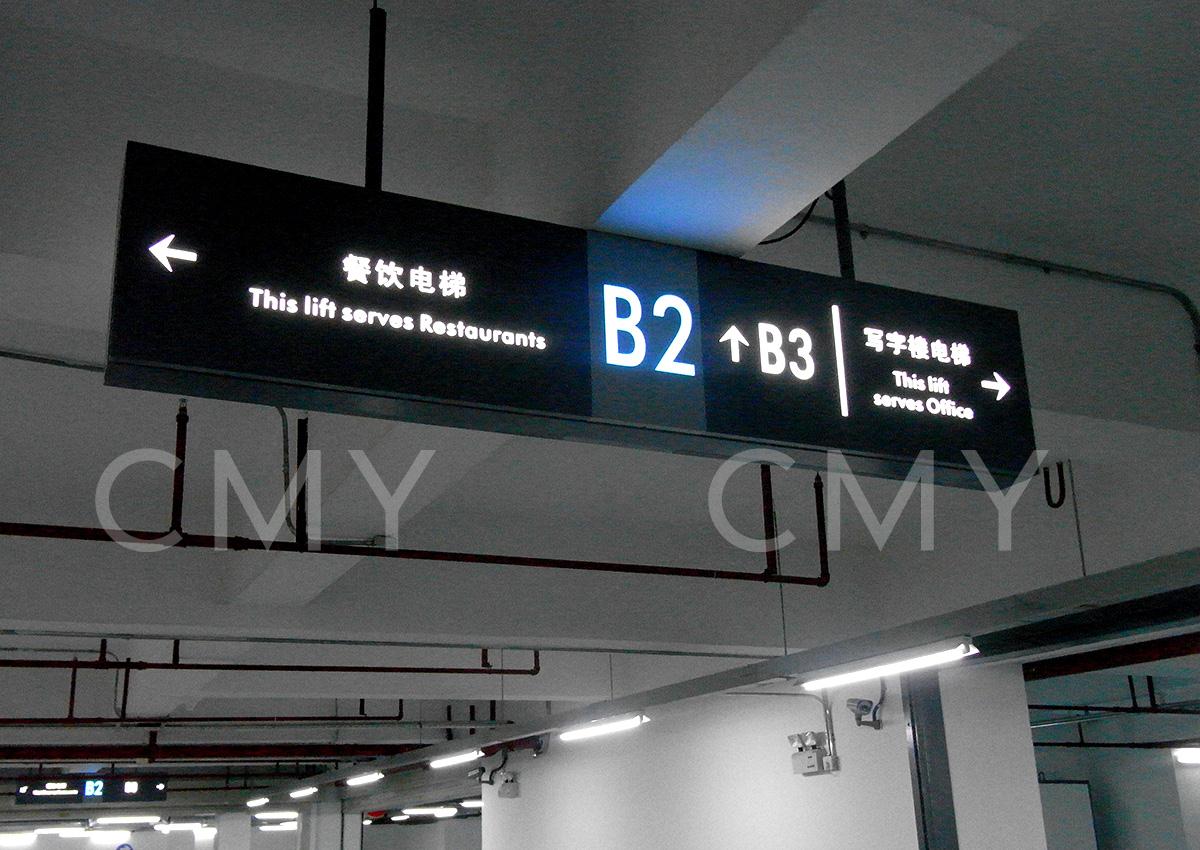 餐饮电梯
This lift serves Restaurants
B2
B3
写字楼电梯
This lift
serves Office
CMY CMY
B2